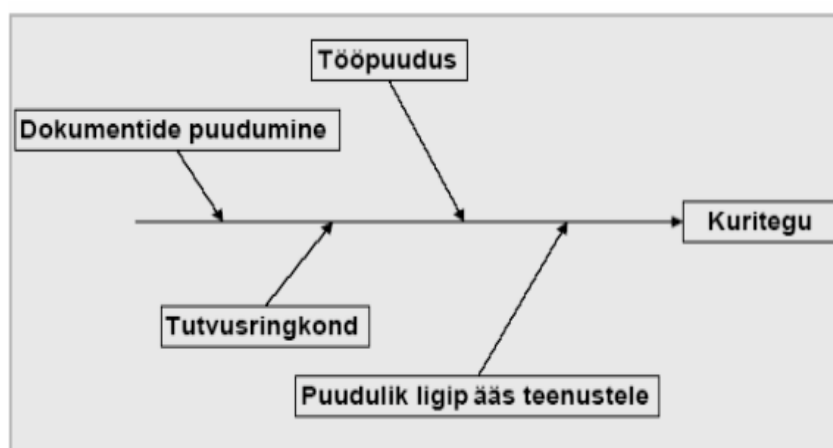 Tööpuudus
Dokumentide puudumine
Kuritegu
Tutvusringkond
Puudulik ligip ääs teenustele